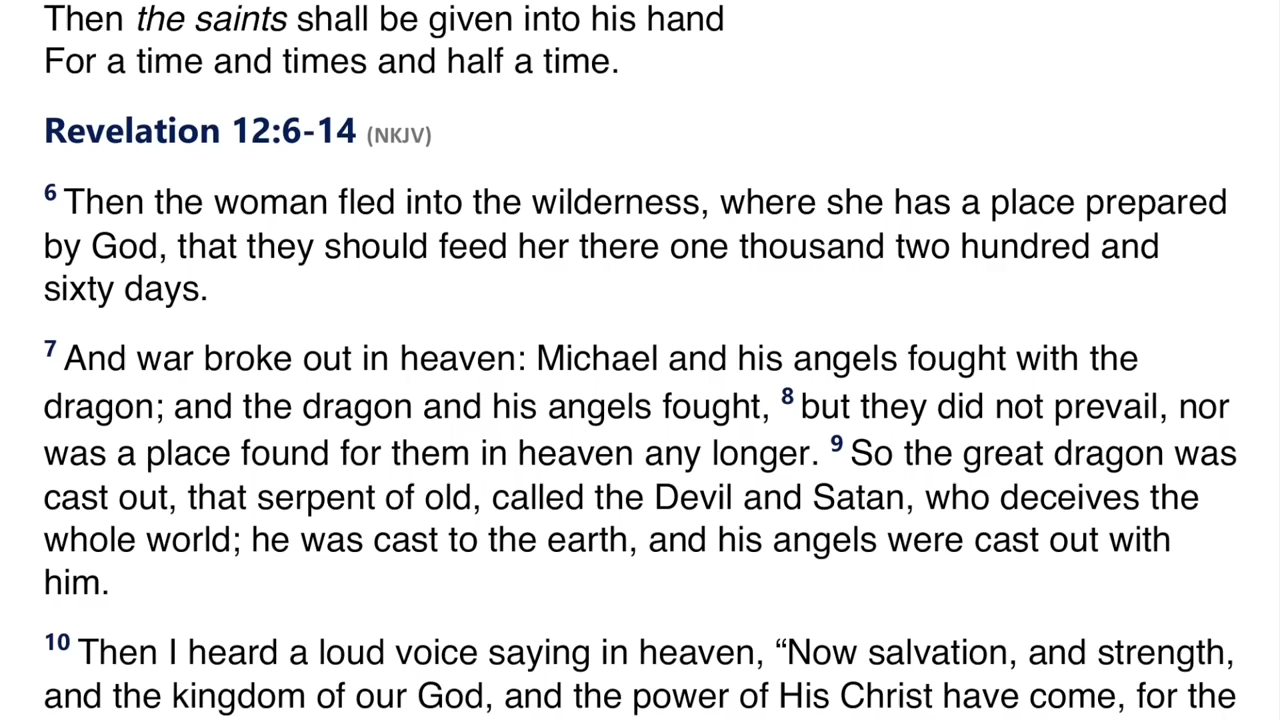 Then the saints shall be given into his hand
For a time and times and half a time.
Revelation 12:6-14 (NKJV)
6 Then the woman fled into the wilderness, where she has a place prepared
by God, that they should feed her there one thousand two hundred and
sixty days.
7 And war broke out in heaven: Michael and his angels fought with the
dragon; and the dragon and his angels fought, 8 but they did not prevail, nor
was a place found for them in heaven any longer. 9 So the great dragon was
cast out, that serpent of old, called the Devil and Satan, who deceives the
whole world; he was cast to the earth, and his angels were cast out with
him.
10 Then I heard a loud voice saying in heaven, “Now salvation, and strength,
and the kingdom of our God, and the power of His Christ have come, for the